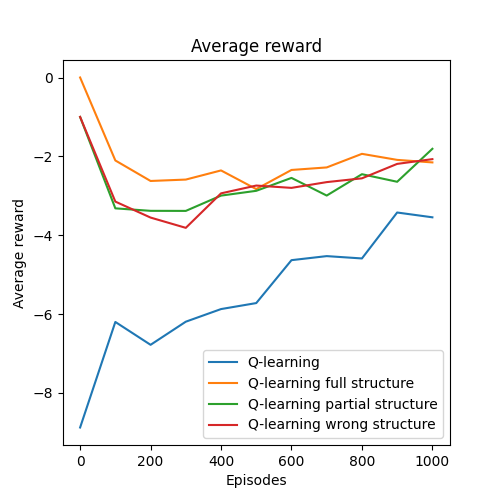 Average reward
Average reward
0
−2
−4
−6
−8
Q-learning
Q-learning full structure
Q-learning partial structure
Q-learning wrong structure
0 200 400 600 800 1000
Episodes